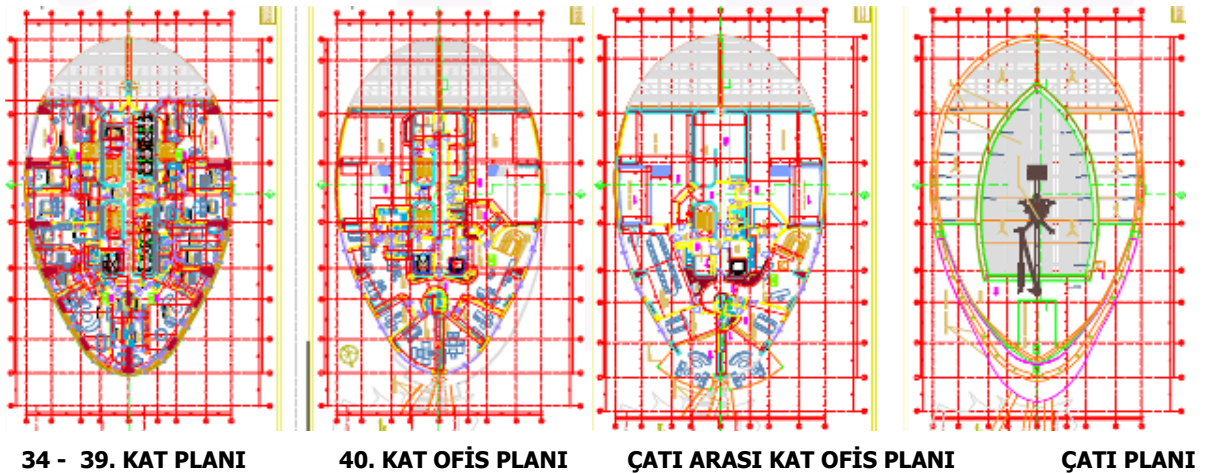 34 - 39. KAT PLANI
40. KAT OFİS PLANI
ÇATI ARASI KAT OFİS PLANI
ÇATI PLANI